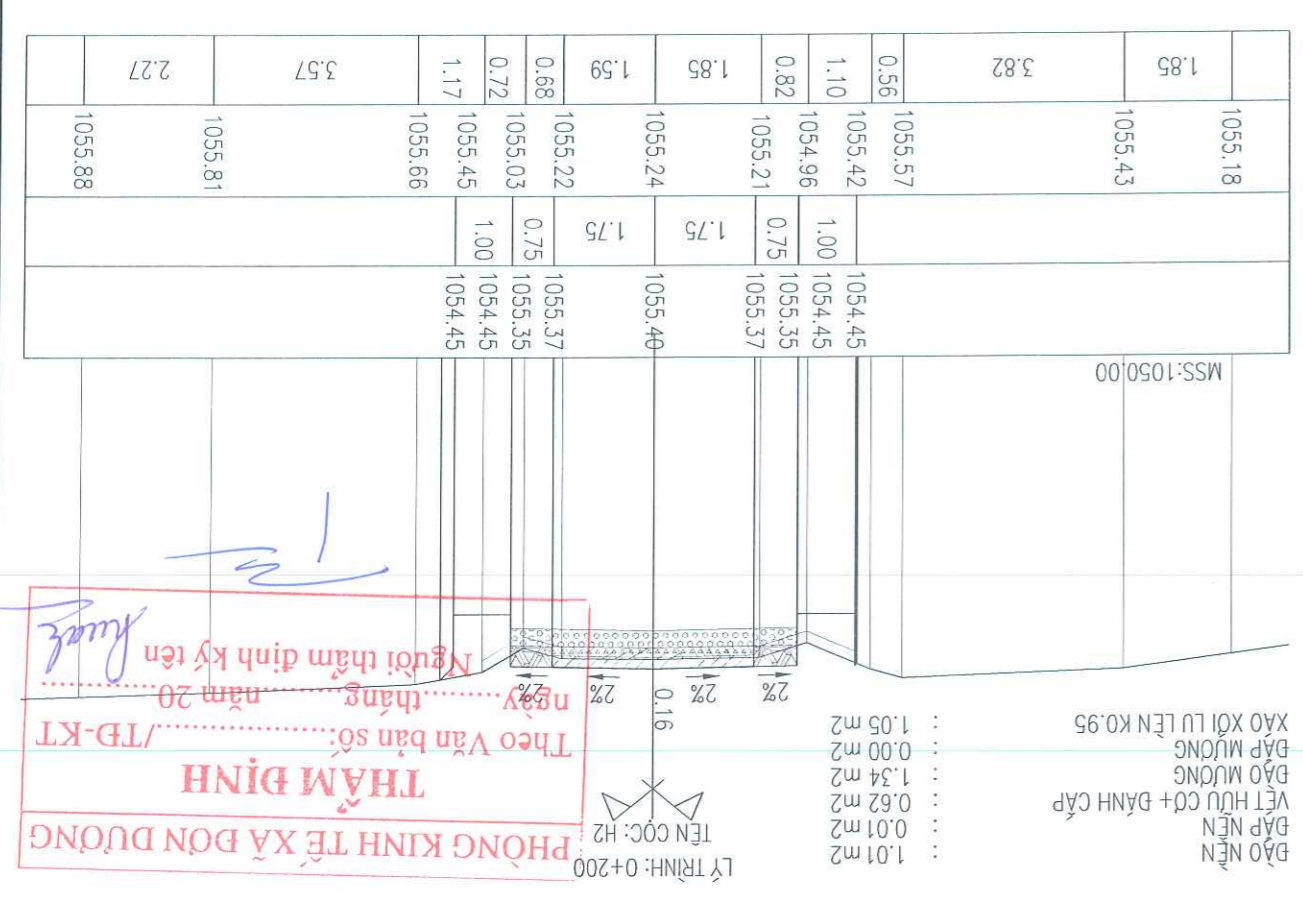 LÝ TRÌNH: 0+200
TÊN CỌC: H2
ĐÀO NỀN : 1.01 m2
ĐẮP NỀN : 0.01 m2
VÉT HỮU CƠ+ ĐÁNH CẤP : 0.62 m2
ĐÀO MƯƠNG : 1.34 m2
ĐẮP MƯƠNG : 0.00 m2
XÁO XỚI LU LÈN K0.95 : 1.05 m2
PHÒNG KINH TẾ XÃ ĐƠN DƯƠNG
THẨM ĐỊNH
Theo Văn bản số:................/TĐ-KT
ngày.........tháng...........năm 20.........
Người thẩm định ký tên
0.16
2% 2% 2% 2%
MSS:1050.00
1054.45 1054.45 1055.35 1055.37 1055.40 1055.37 1055.35 1054.45 1054.45
1.00 0.75 1.75 1.75 0.75 1.00
1055.18 1055.43 1055.57 1055.42 1054.96 1055.21 1055.24 1055.22 1055.03 1055.45 1055.66 1055.81 1055.88
1.85 3.82 0.56 1.10 0.82 1.85 1.59 0.68 0.72 1.17 3.57 2.27